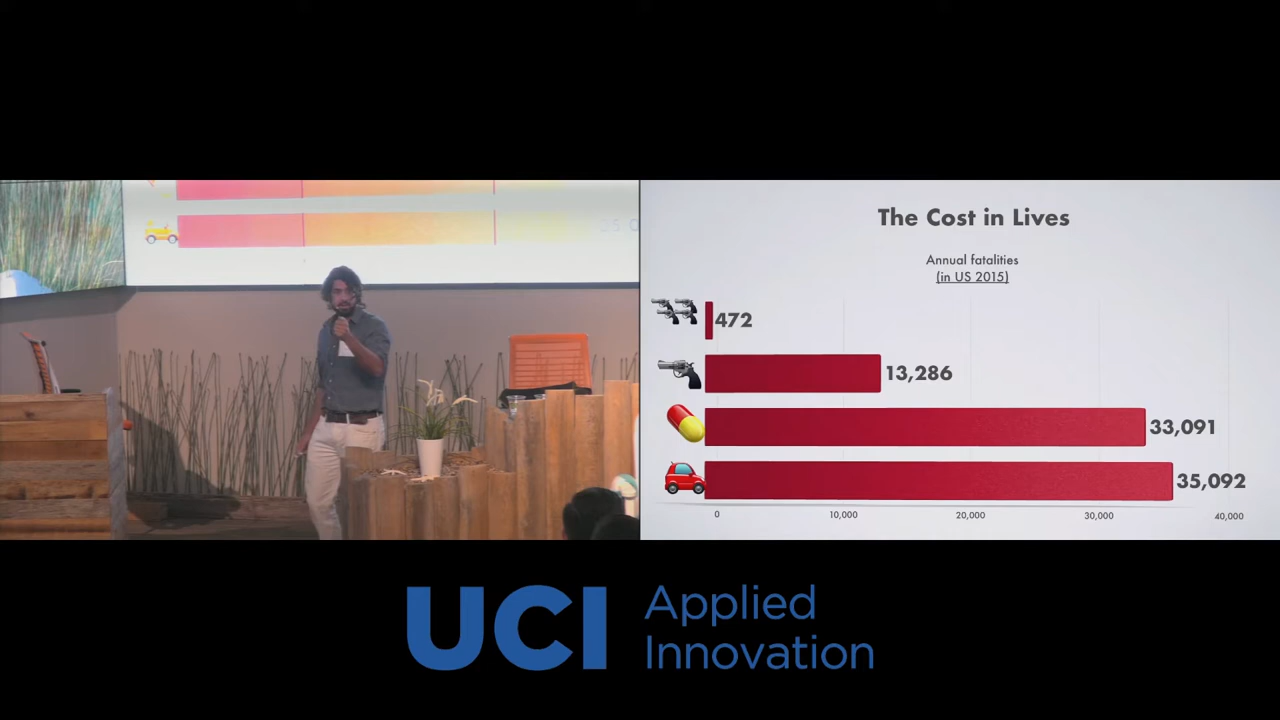 The Cost in Lives
Annual fatalities
(in US 2015)
472
13,286
33,091
35,092
0
10,000
20,000
30,000
40,000
UCI
Applied
Innovation